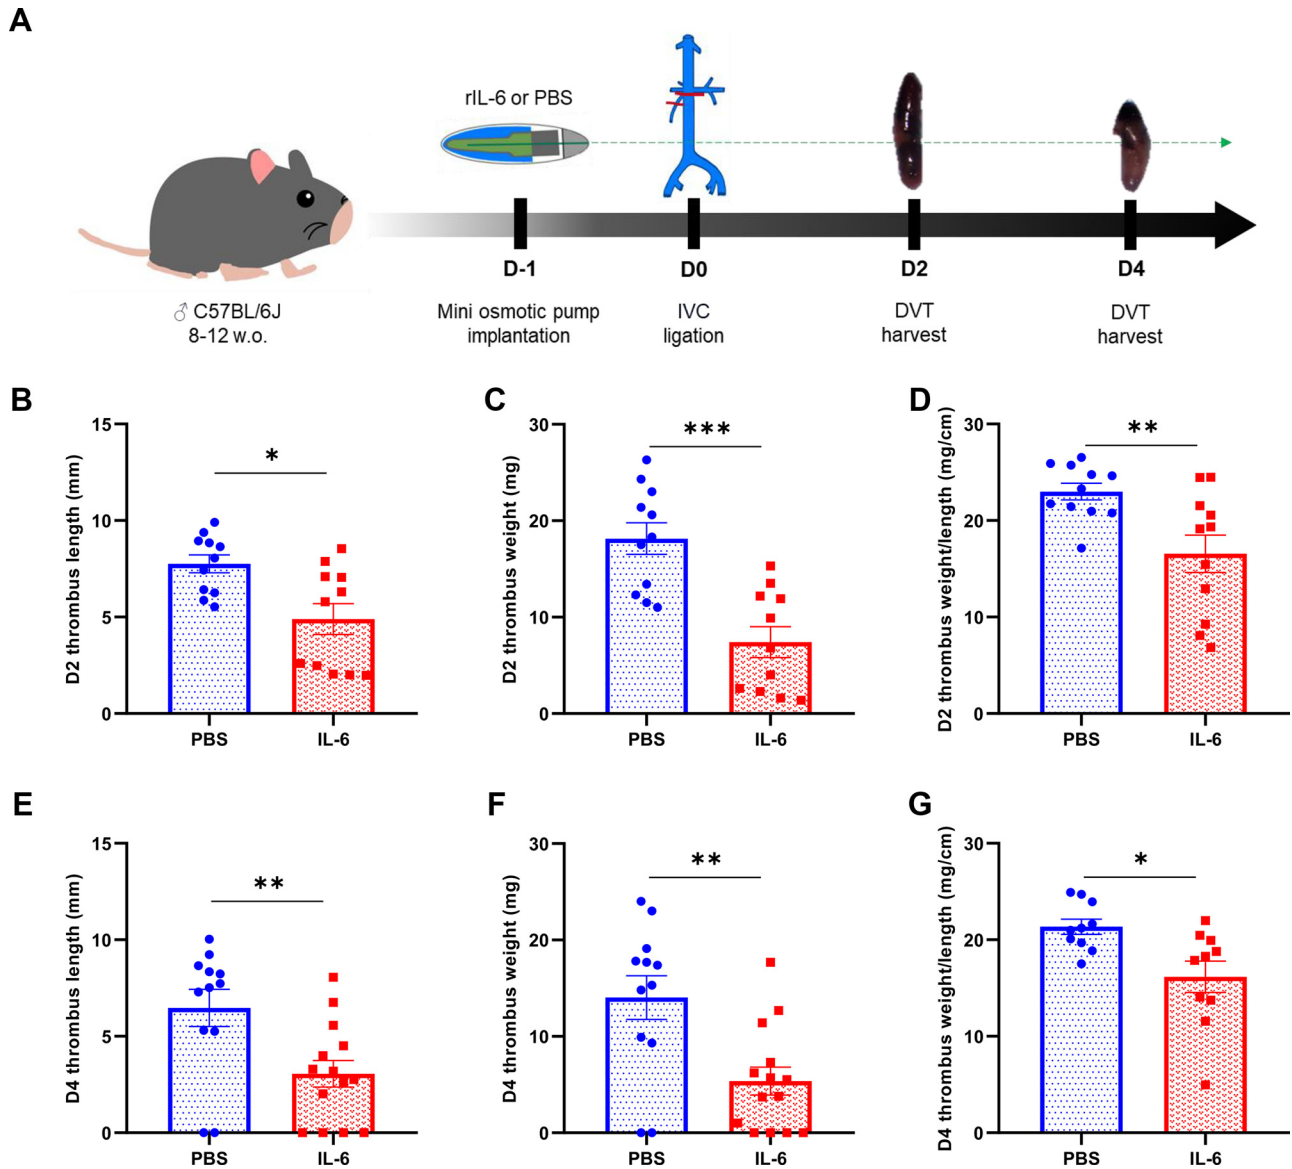 A
rIL-6 or PBS
D-1
D0
D2
D4
♂ C57BL/6J
8-12 w.o.
Mini osmotic pump
implantation
IVC
ligation
DVT
harvest
DVT
harvest
B
D2 thrombus length (mm)
15
10
5
0
*
PBS
IL-6
C
D2 thrombus weight (mg)
30
20
10
0
***
PBS
IL-6
D
D2 thrombus weight/length (mg/cm)
30
20
10
0
**
PBS
IL-6
E
D4 thrombus length (mm)
15
10
5
0
**
PBS
IL-6
F
D4 thrombus weight (mg)
30
20
10
0
**
PBS
IL-6
G
D4 thrombus weight/length (mg/cm)
30
20
10
0
*
PBS
IL-6